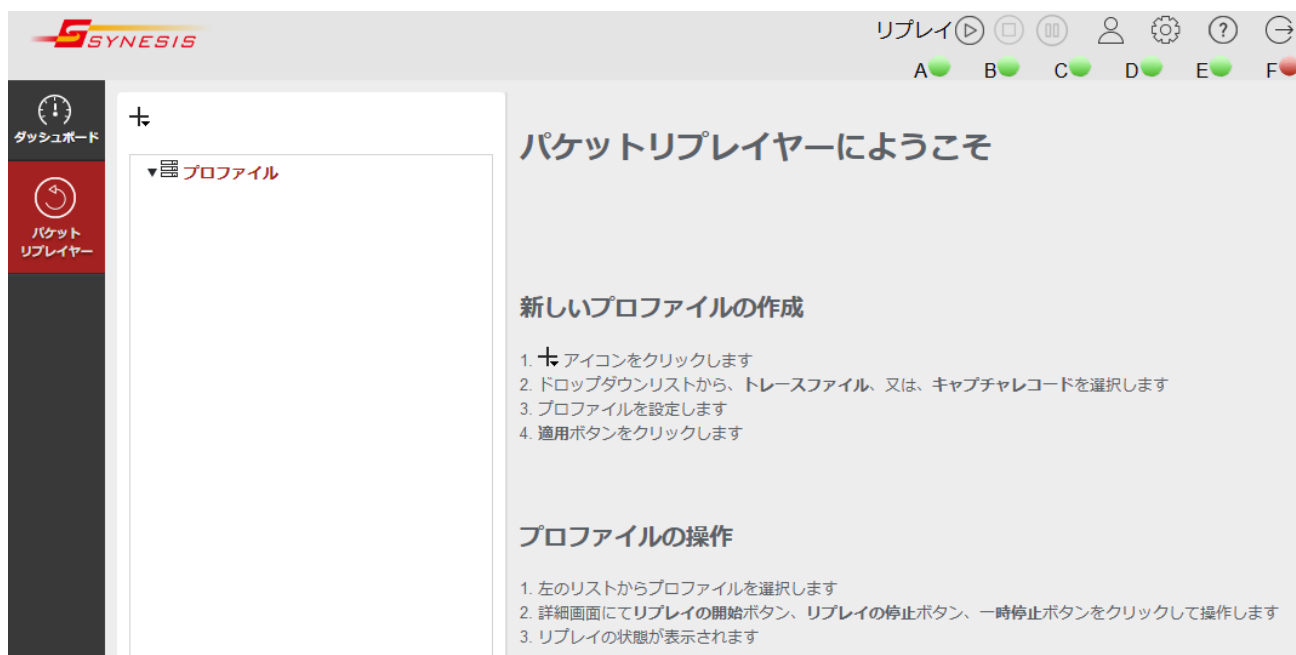 SYNESIS
リプレイ
A B C D E F
ダッシュボード
パケット
リプレイヤー
プロファイル
パケットリプレイヤーにようこそ
新しいプロファイルの作成
1. アイコンをクリックします
2. ドロップダウンリストから、トレースファイル、又は、キャプチャレコードを選択します
3. プロファイルを設定します
4. 適用ボタンをクリックします
プロファイルの操作
1. 左のリストからプロファイルを選択します
2. 詳細画面にてリプレイの開始ボタン、リプレイの停止ボタン、一時停止ボタンをクリックして操作します
3. リプレイの状態が表示されます